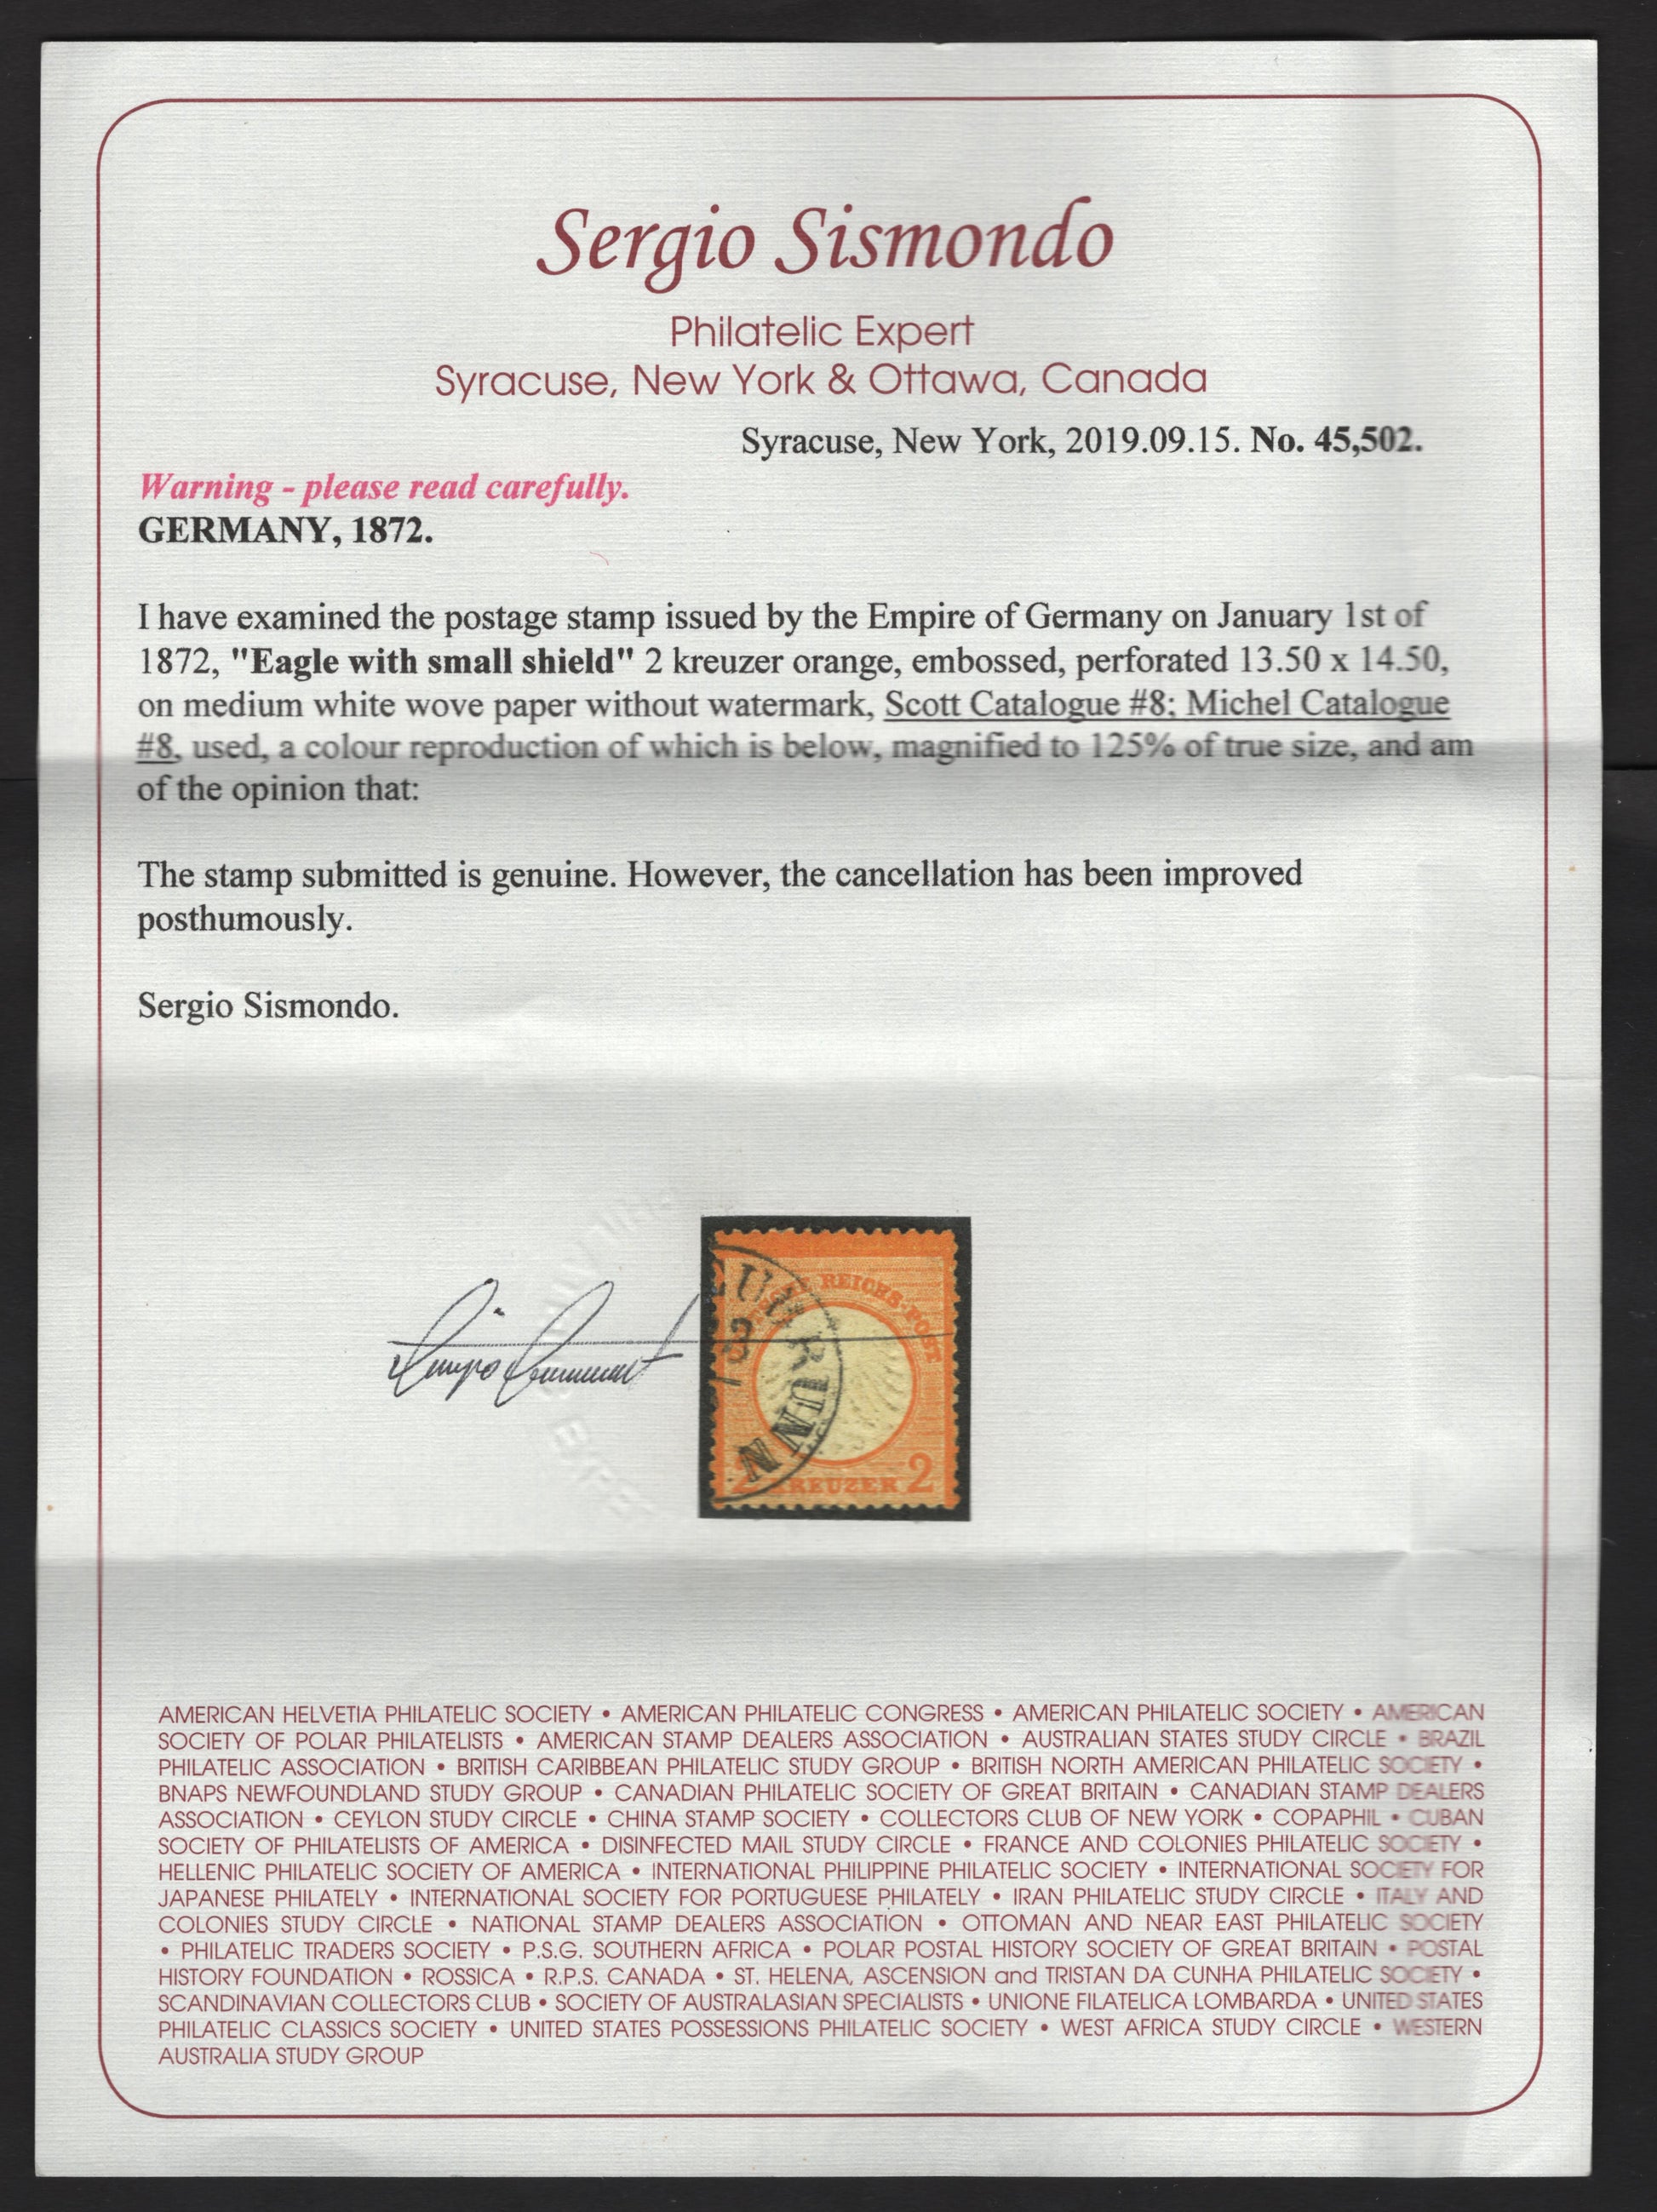 Sergio Sismondo
Philatelic Expert
Syracuse, New York & Ottawa, Canada
Syracuse, New York, 2019.09.15. No. 45,502.
Warning - please read carefully.
GERMANY, 1872.
I have examined the postage stamp issued by the Empire of Germany on January 1st of
1872, "Eagle with small shield" 2 kreuzer orange, embossed, perforated 13.50 x 14.50,
on medium white wove paper without watermark, Scott Catalogue #8; Michel Catalogue
#8, used, a colour reproduction of which is below, magnified to 125% of true size, and am
of the opinion that:
The stamp submitted is genuine. However, the cancellation has been improved
posthumously.
Sergio Sismondo.
REICHS-POST
2 KREUZER 2
AMERICAN HELVETIA PHILATELIC SOCIETY • AMERICAN PHILATELIC CONGRESS • AMERICAN PHILATELIC SOCIETY • AMERICAN
SOCIETY OF POLAR PHILATELISTS • AMERICAN STAMP DEALERS ASSOCIATION • AUSTRALIAN STATES STUDY CIRCLE • BRAZIL
PHILATELIC ASSOCIATION • BRITISH CARIBBEAN PHILATELIC STUDY GROUP • BRITISH NORTH AMERICAN PHILATELIC SOCIETY •
BNAPS NEWFOUNDLAND STUDY GROUP • CANADIAN PHILATELIC SOCIETY OF GREAT BRITAIN • CANADIAN STAMP DEALERS
ASSOCIATION • CEYLON STUDY CIRCLE • CHINA STAMP SOCIETY • COLLECTORS CLUB OF NEW YORK • COPAPHIL • CUBAN
SOCIETY OF PHILATELISTS OF AMERICA • DISINFECTED MAIL STUDY CIRCLE • FRANCE AND COLONIES PHILATELIC SOCIETY •
HELLENIC PHILATELIC SOCIETY OF AMERICA • INTERNATIONAL PHILIPPINE PHILATELIC SOCIETY • INTERNATIONAL SOCIETY FOR
JAPANESE PHILATELY • INTERNATIONAL SOCIETY FOR PORTUGUESE PHILATELY • IRAN PHILATELIC STUDY CIRCLE • ITALY AND
COLONIES STUDY CIRCLE • NATIONAL STAMP DEALERS ASSOCIATION • OTTOMAN AND NEAR EAST PHILATELIC SOCIETY
• PHILATELIC TRADERS SOCIETY • P.S.G. SOUTHERN AFRICA • POLAR POSTAL HISTORY SOCIETY OF GREAT BRITAIN • POSTAL
HISTORY FOUNDATION • ROSSICA • R.P.S. CANADA • ST. HELENA, ASCENSION and TRISTAN DA CUNHA PHILATELIC SOCIETY •
SCANDINAVIAN COLLECTORS CLUB • SOCIETY OF AUSTRALASIAN SPECIALISTS • UNIONE FILATELICA LOMBARDA • UNITED STATES
PHILATELIC CLASSICS SOCIETY • UNITED STATES POSSESSIONS PHILATELIC SOCIETY • WEST AFRICA STUDY CIRCLE • WESTERN
AUSTRALIA STUDY GROUP